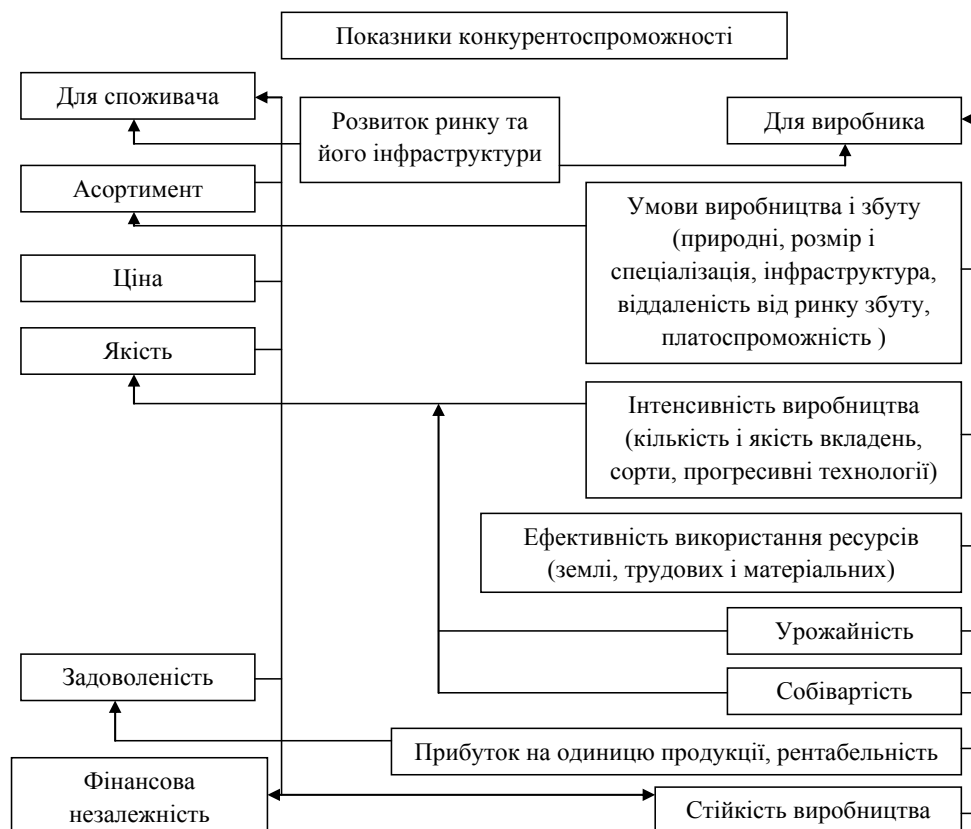 Показники конкурентоспроможності
Для споживача
Розвиток ринку та
його інфраструктури
Для виробника
Асортимент
Умови виробництва і збуту
(природні, розмір і
спеціалізація, інфраструктура,
віддаленість від ринку збуту,
платоспроможність )
Ціна
Якість
Інтенсивність виробництва
(кількість і якість вкладень,
сорти, прогресивні технології)
Ефективність використання ресурсів
(землі, трудових і матеріальних)
Урожайність
Задоволеність
Собівартість
Прибуток на одиницю продукції, рентабельність
Фінансова
незалежність
Стійкість виробництва